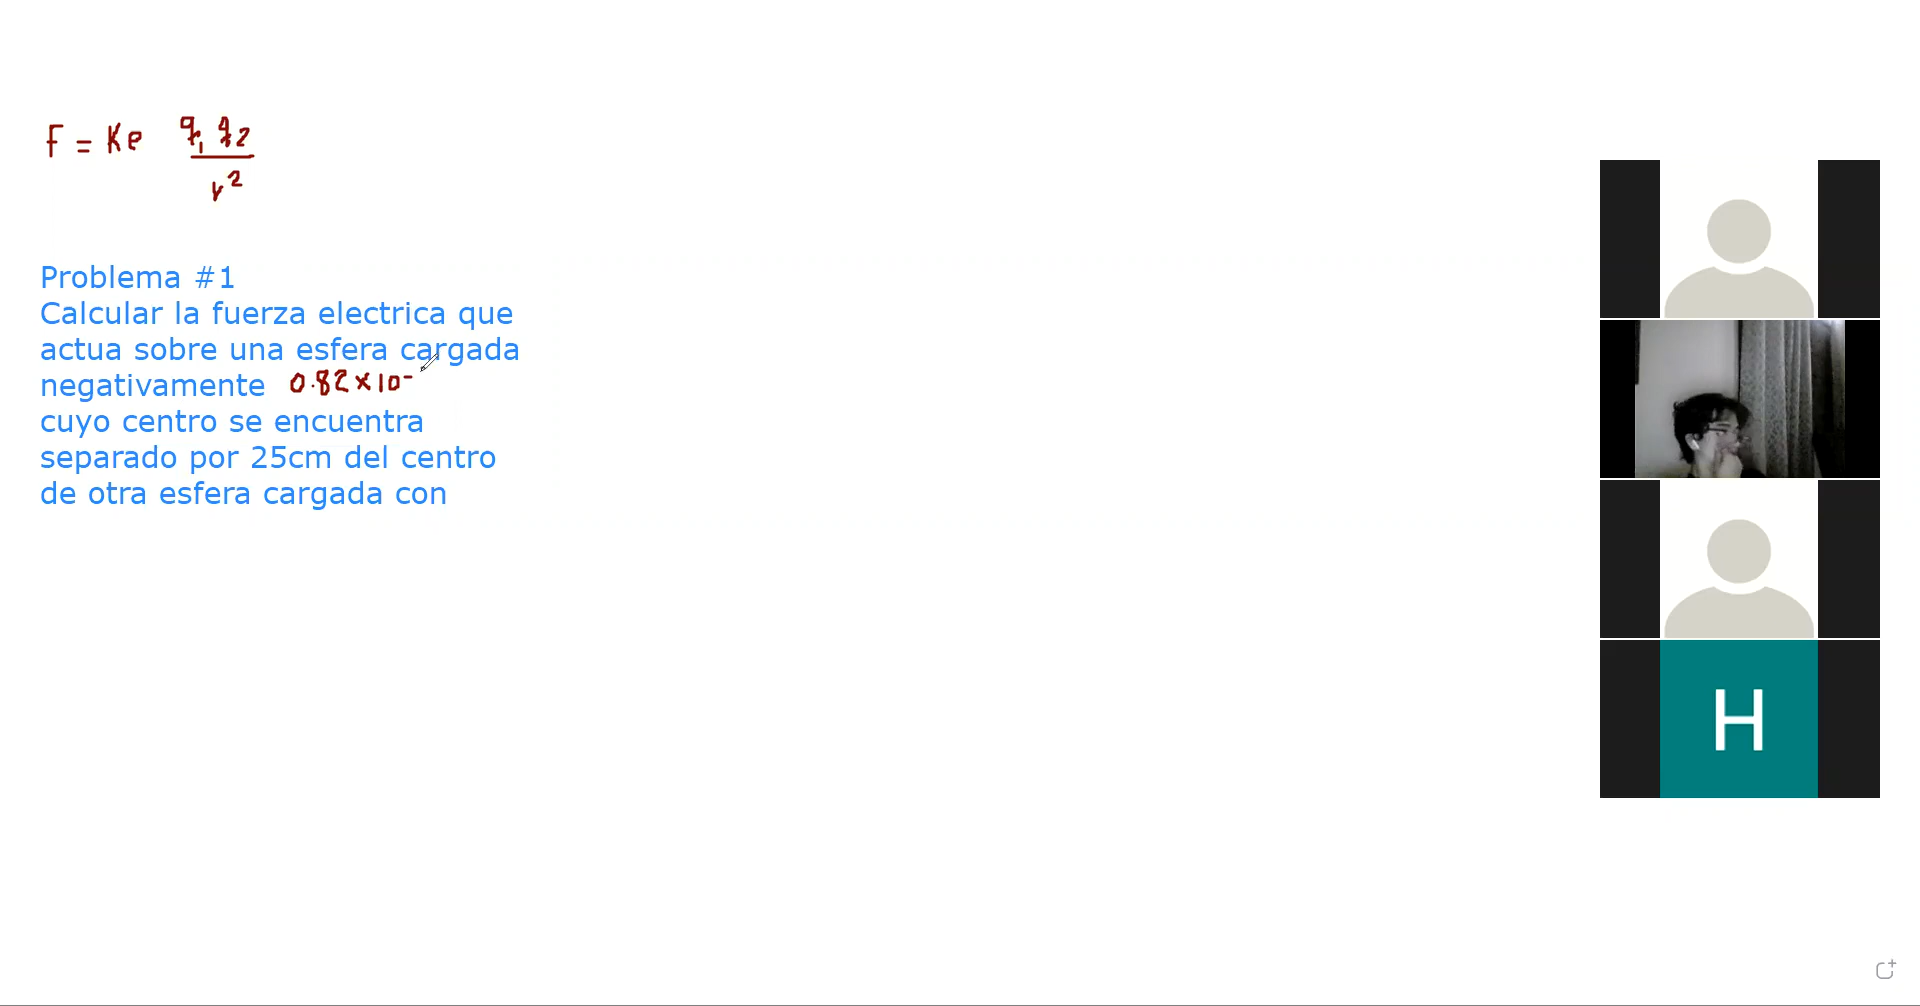 F = Ke q1 q2
r²
Problema #1
Calcular la fuerza electrica que
actua sobre una esfera cargada
negativamente 0.82×10⁻
cuyo centro se encuentra
separado por 25cm del centro
de otra esfera cargada con
H